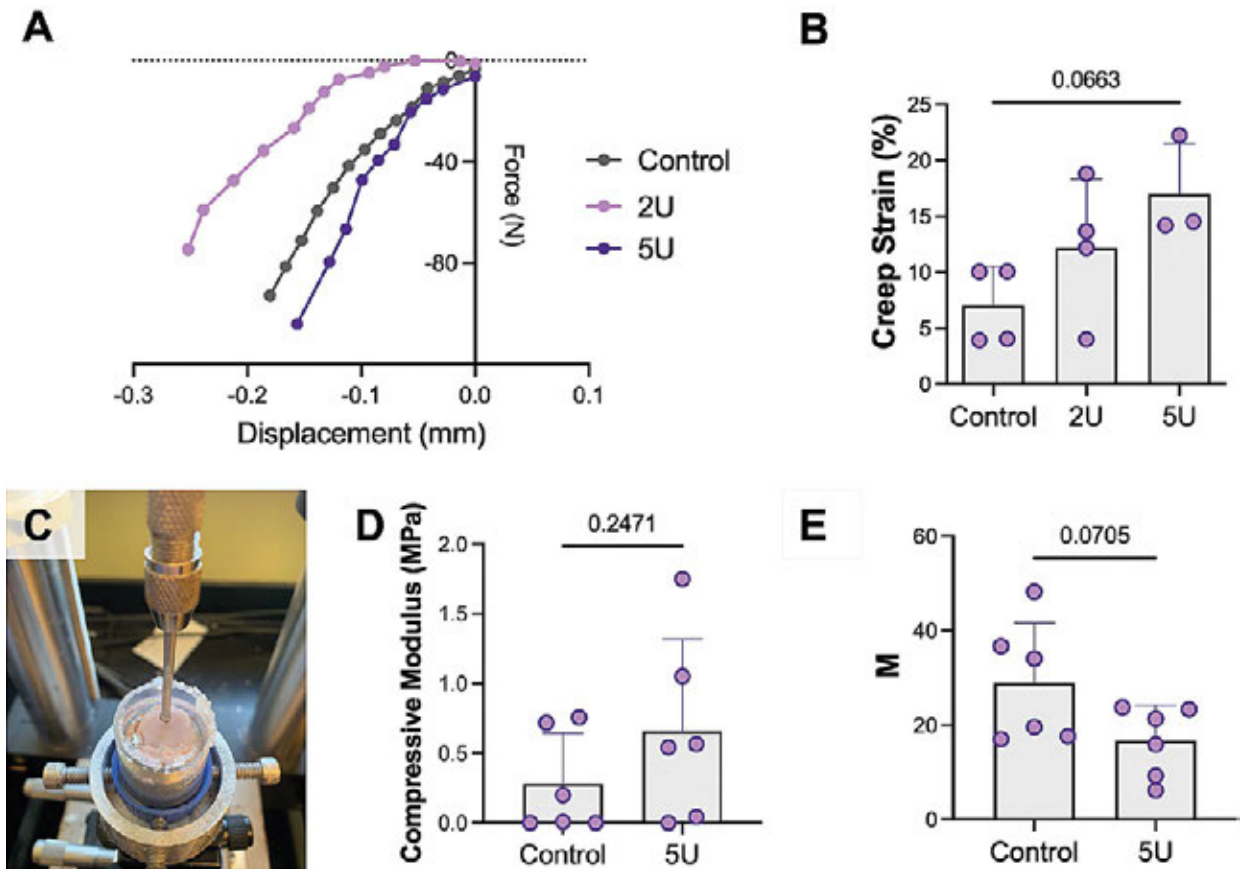 A
0
-40
-80
Force (N)
-0.3
-0.2
-0.1
0.0
0.1
Displacement (mm)
Control
2U
5U
B
0.0663
25
20
15
10
5
0
Creep Strain (%)
Control
2U
5U
C
D
0.2471
2.0
1.5
1.0
0.5
0.0
Compressive Modulus (MPa)
Control
5U
E
0.0705
60
40
20
0
M
Control
5U